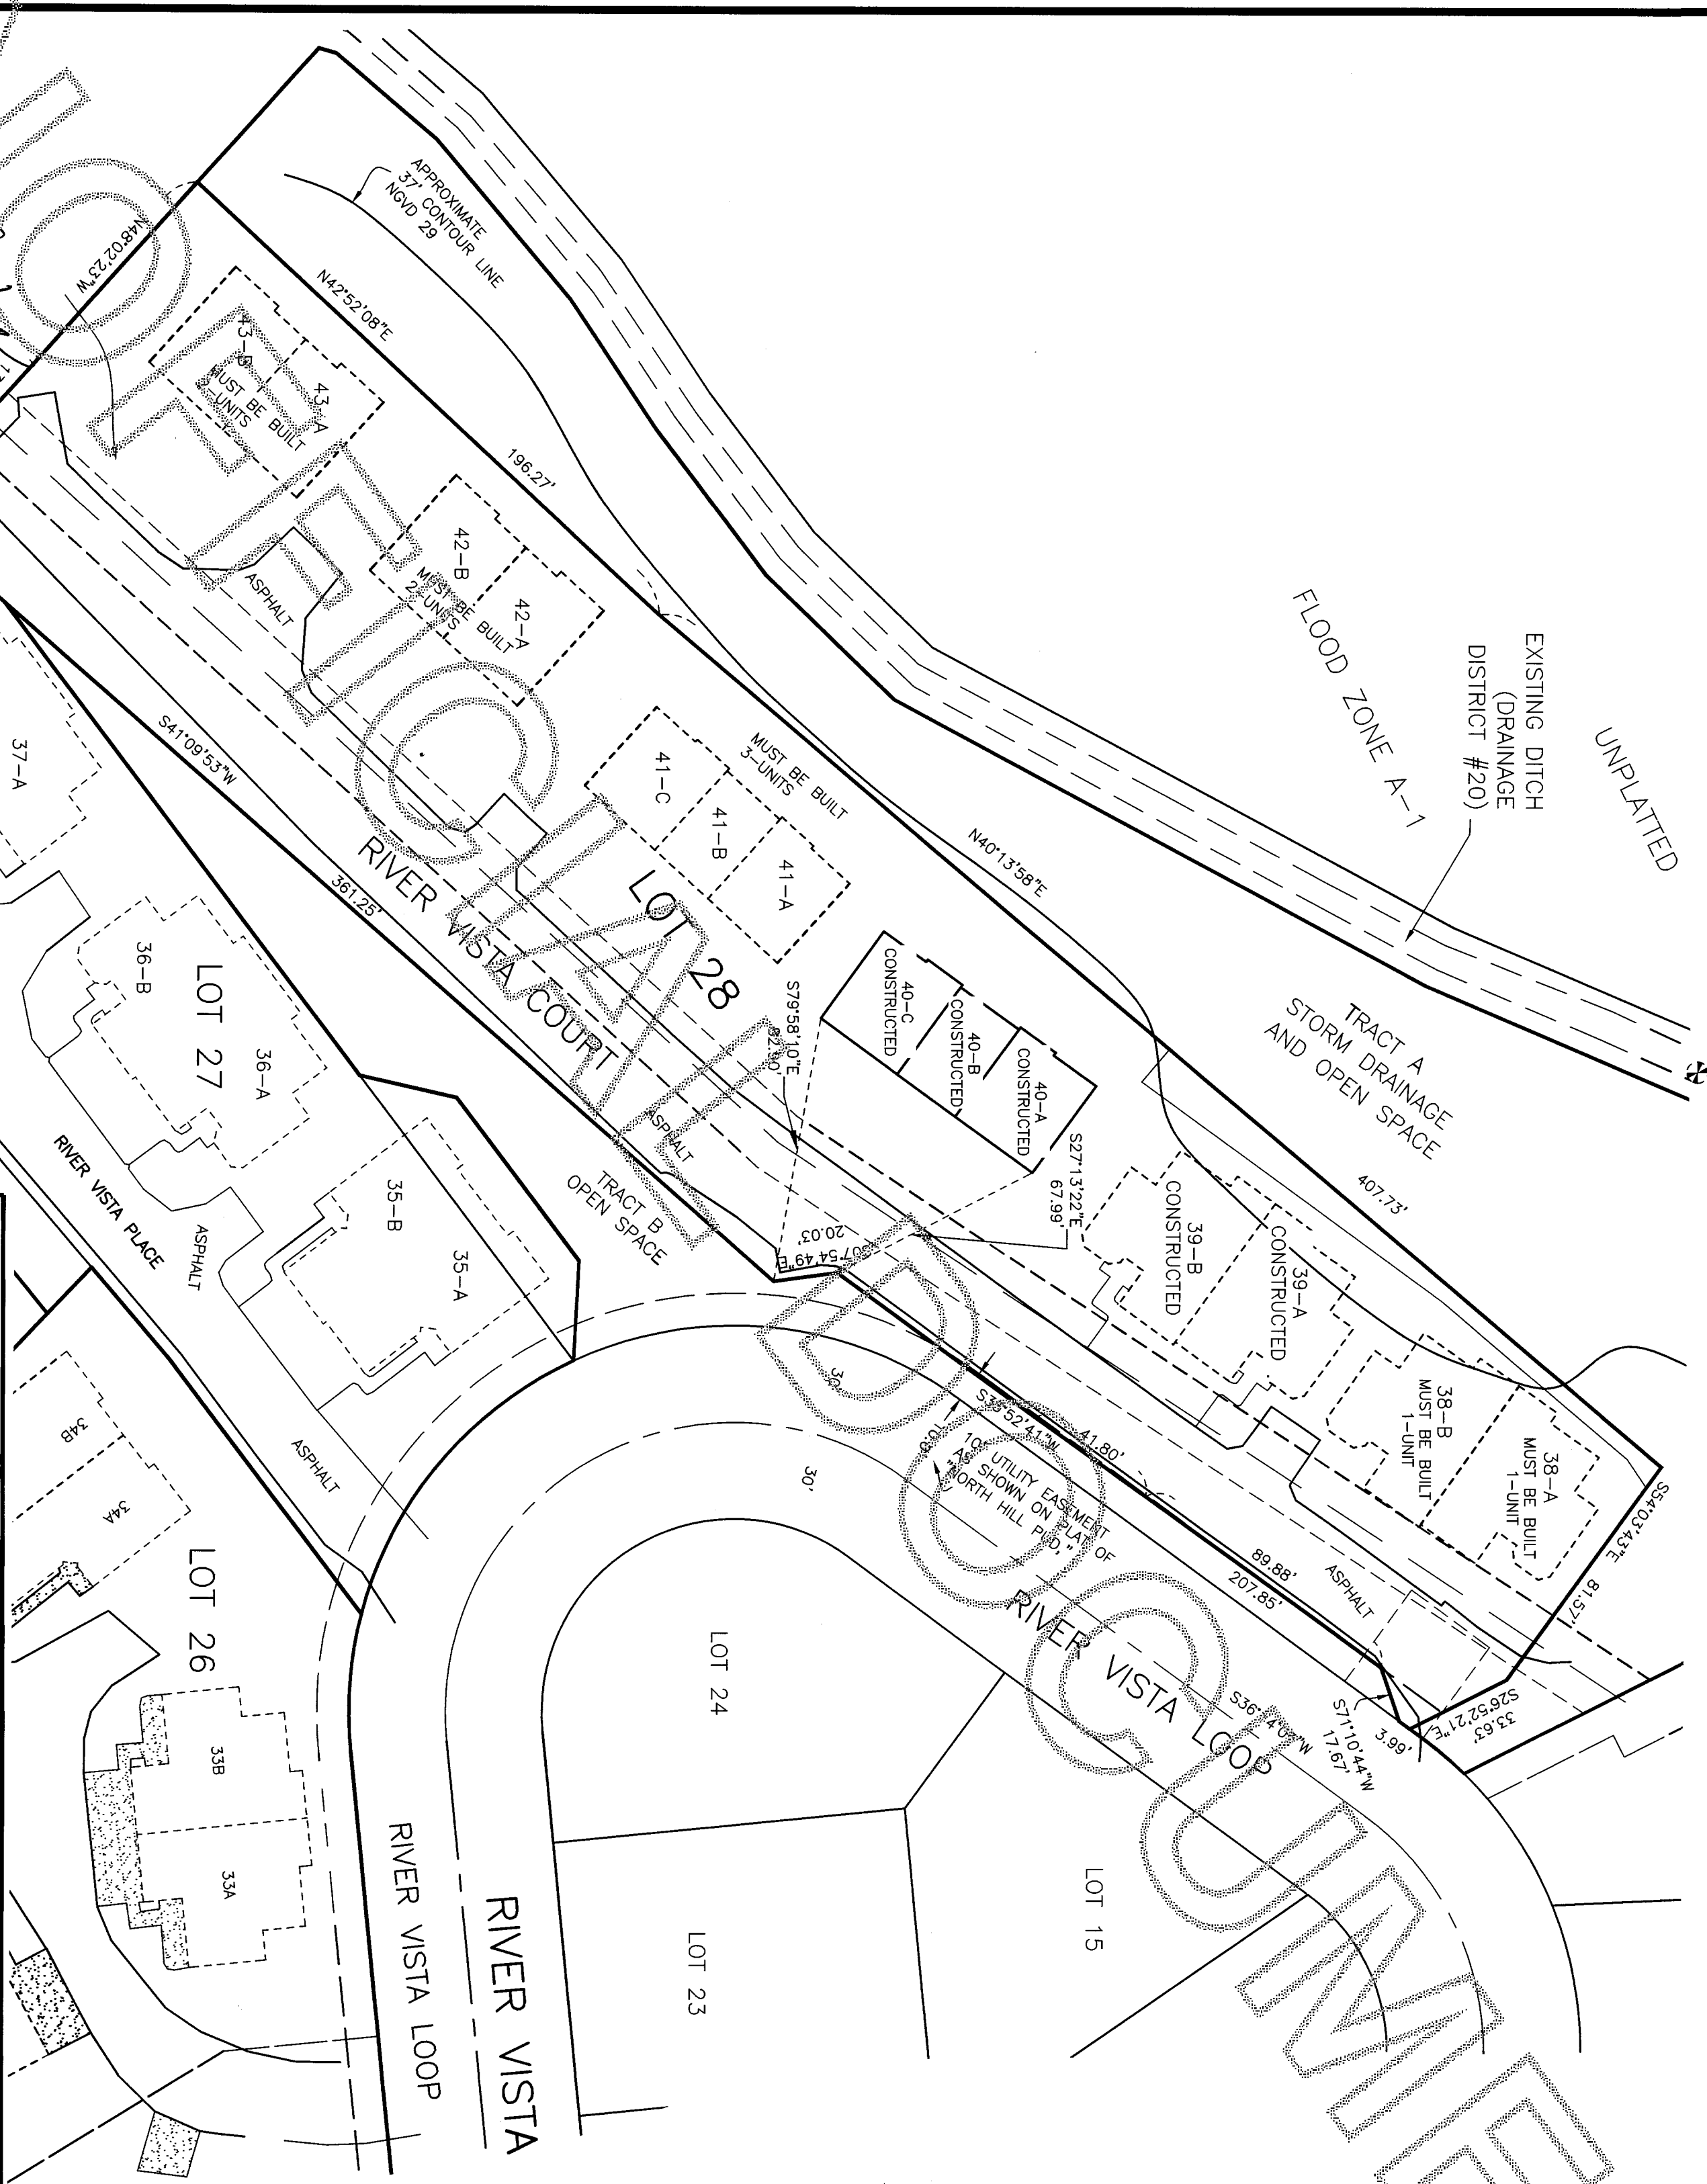 UNPLATTED
EXISTING DITCH
(DRAINAGE
DISTRICT #20)
FLOOD ZONE A-1
TRACT A
STORM DRAINAGE
AND OPEN SPACE
APPROXIMATE
37' CONTOUR LINE
NGVD 29
N48°02'23"W
N42°52'08"E
196.27'
N40°13'58"E
407.73'
S54°03'43"E
81.57'
S26°52'21"E
33.63'
S71°10'44"W
17.67'
3.99'
43-B
MUST BE BUILT
2-UNITS
42-B
42-A
MUST BE BUILT
2-UNITS
MUST BE BUILT
3-UNITS
41-C
41-B
41-A
40-C
CONSTRUCTED
40-B
CONSTRUCTED
40-A
CONSTRUCTED
39-B
CONSTRUCTED
39-A
CONSTRUCTED
38-B
MUST BE BUILT
1-UNIT
38-A
MUST BE BUILT
1-UNIT
S79°58'10"E
S27°13'22"E
67.99'
20.03'
ASPHALT
ASPHALT
ASPHALT
LOT 28
RIVER VISTA COURT
S41°09'53"W
361.25'
TRACT B
OPEN SPACE
41.80'
89.88'
207.85'
10' UTILITY EASEMENT
AS SHOWN ON PLAT OF
"NORTH HILL PUD,"
30'
RIVER VISTA LOOP
37-A
36-B
36-A
LOT 27
35-B
35-A
RIVER VISTA PLACE
ASPHALT
ASPHALT
34B
34A
LOT 26
33B
33A
RIVER VISTA LOOP
RIVER VISTA
LOT 24
LOT 23
LOT 15
OFFICIAL DOCUME